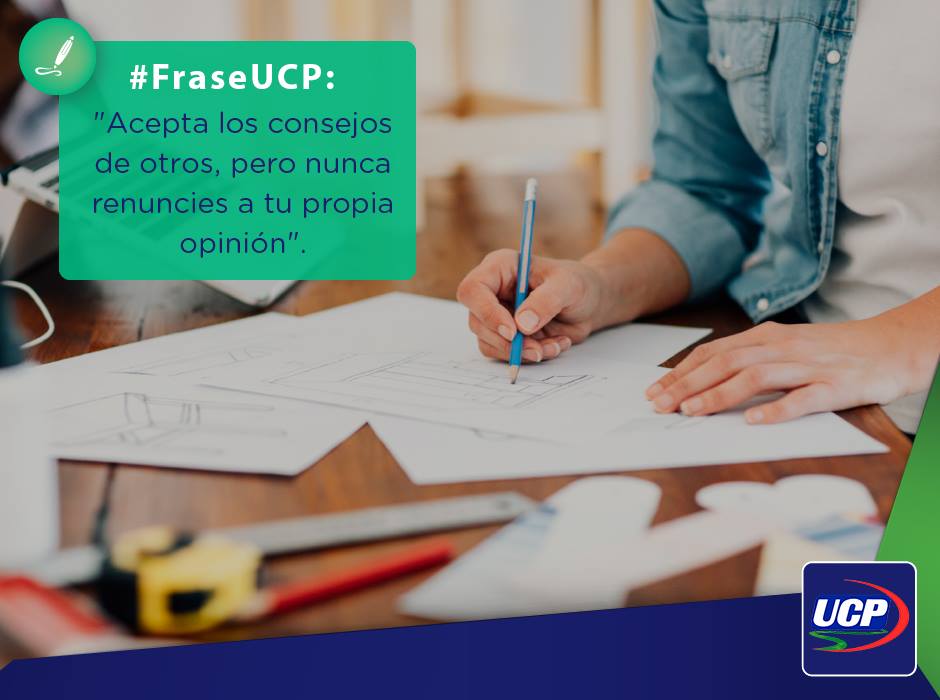 #FraseUCP:
"Acepta los consejos
de otros, pero nunca
renuncies a tu propia
opinión".
UCP